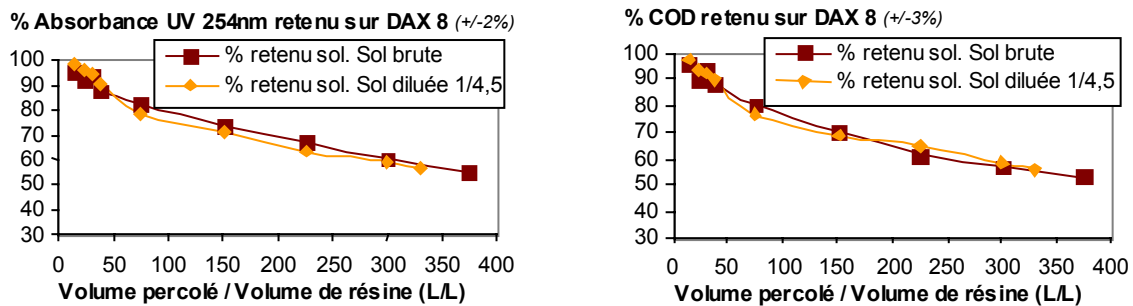 % Absorbance UV 254nm retenu sur DAX 8 (+/-2%)
% retenu sol. Sol brute
% retenu sol. Sol diluée 1/4,5
100
90
80
70
60
50
40
30
0 50 100 150 200 250 300 350 400
Volume percolé / Volume de résine (L/L)
% COD retenu sur DAX 8 (+/-3%)
% retenu sol. Sol brute
% retenu sol. Sol diluée 1/4,5
100
90
80
70
60
50
40
30
0 50 100 150 200 250 300 350 400
Volume percolé / Volume de résine (L/L)